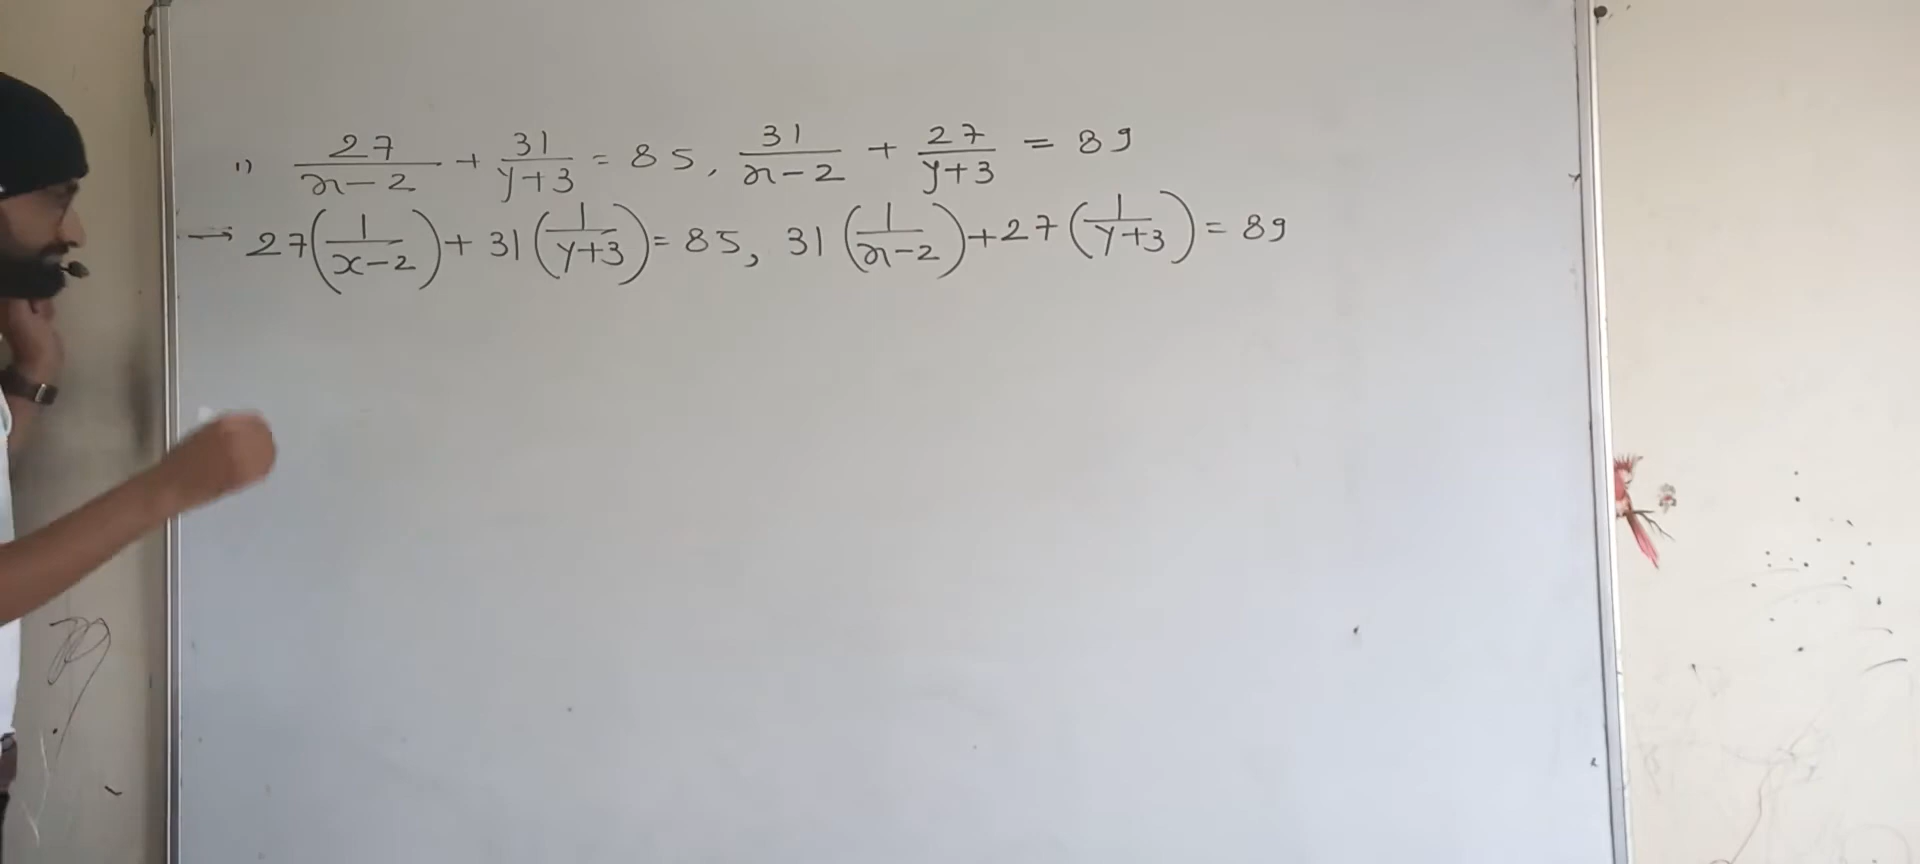 1) 27/(x-2) + 31/(y+3) = 85, 31/(x-2) + 27/(y+3) = 89
→ 27(1/(x-2)) + 31(1/(y+3)) = 85, 31(1/(x-2)) + 27(1/(y+3)) = 89